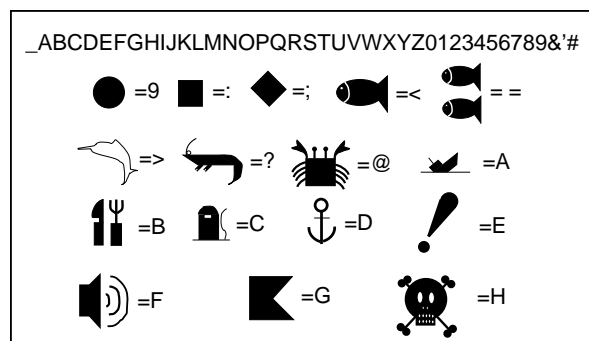 _ABCDEFGHIJKLMNOPQRSTUVWXYZ0123456789&'#
=9 =: =; =< = =
=> =? =@ =A
=B =C =D =E
=F =G =H